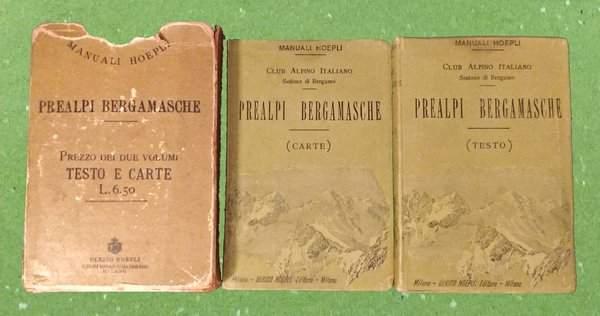 MANUALI HOEPLI
PREALPI BERGAMASCHE
PREZZO DEI DUE VOLUMI
TESTO E CARTE
L. 6.50
ULRICO HOEPLI
MANUALI HOEPLI
CLUB ALPINO ITALIANO
Sezione di Bergamo
PREALPI BERGAMASCHE
(CARTE)
Milano - ULRICO HOEPLI, Editore - Milano
MANUALI HOEPLI
CLUB ALPINO ITALIANO
Sezione di Bergamo
PREALPI BERGAMASCHE
(TESTO)
Milano - ULRICO HOEPLI, Editore - Milano